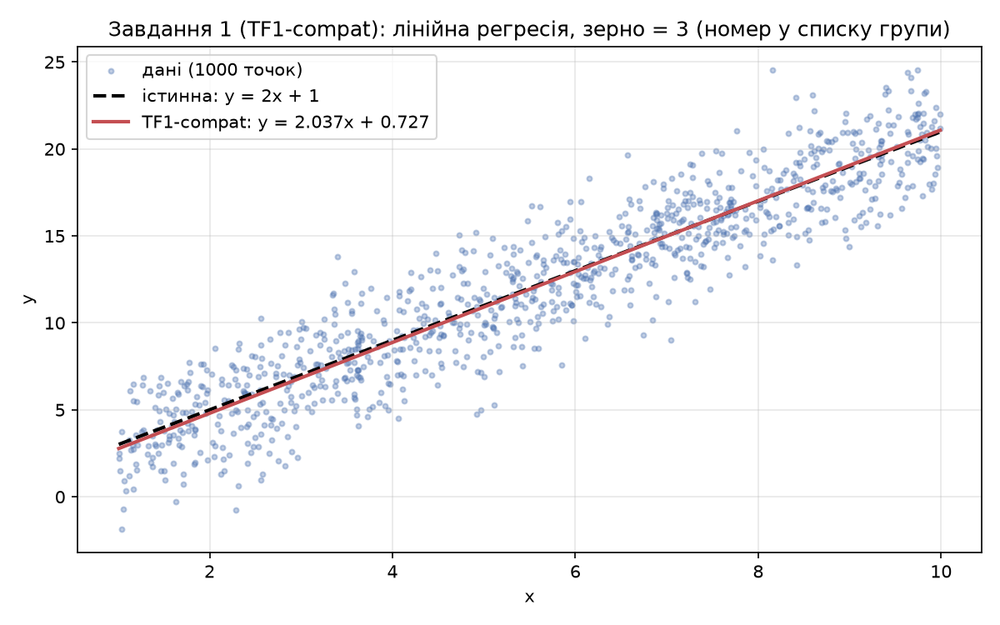 Завдання 1 (TF1-compat): лінійна регресія, зерно = 3 (номер у списку групи)
дані (1000 точок)
істинна: y = 2x + 1
TF1-compat: y = 2.037x + 0.727
25
20
15
10
5
0
y
2
4
6
8
10
x